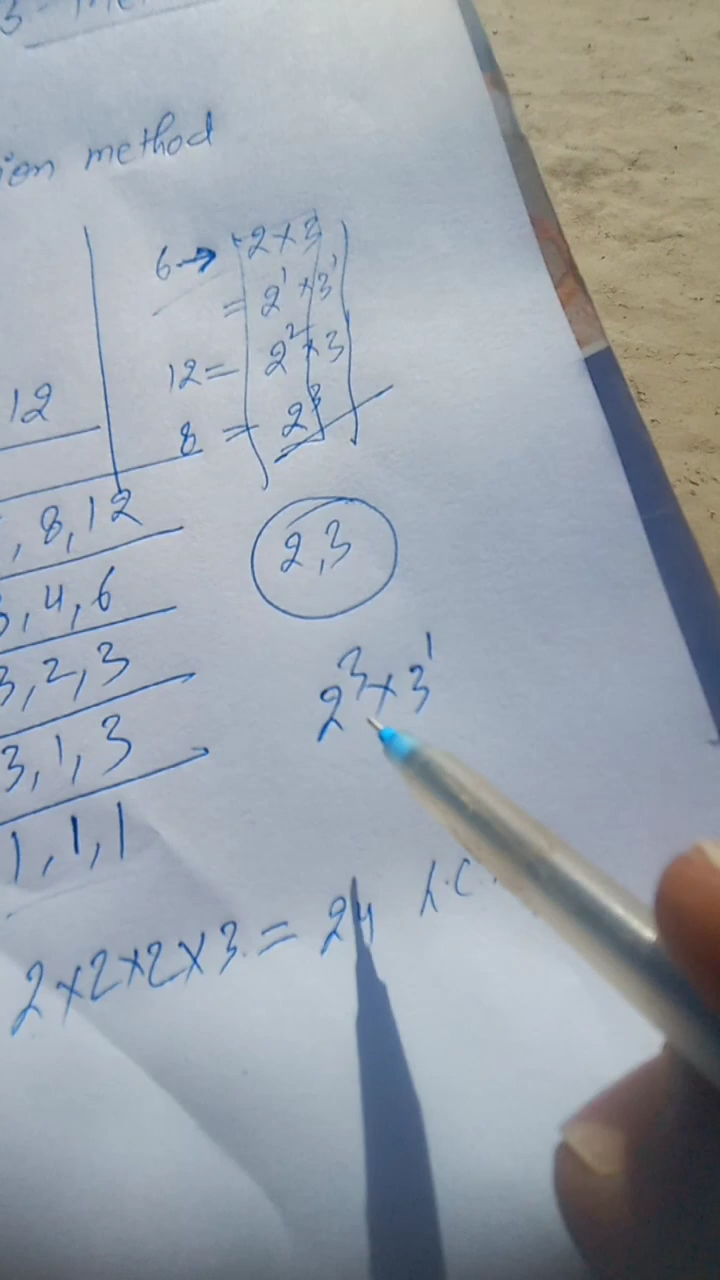 ion method
6→ 2×3
= 2¹×3¹
12= 2²×3
12
8 = 2³
, 8, 12
2,3
3, 4, 6
3, 2, 3
2³×3¹
3, 1, 3
1, 1, 1
2×2×2×3 = 24 L.C.